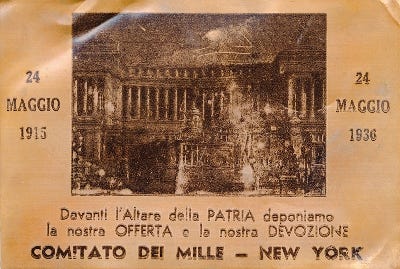 24
MAGGIO
1915
24
MAGGIO
1936
Davanti l'Altare della PATRIA deponiamo
la nostra OFFERTA e la nostra DEVOZIONE
COMITATO DEI MILLE – NEW YORK